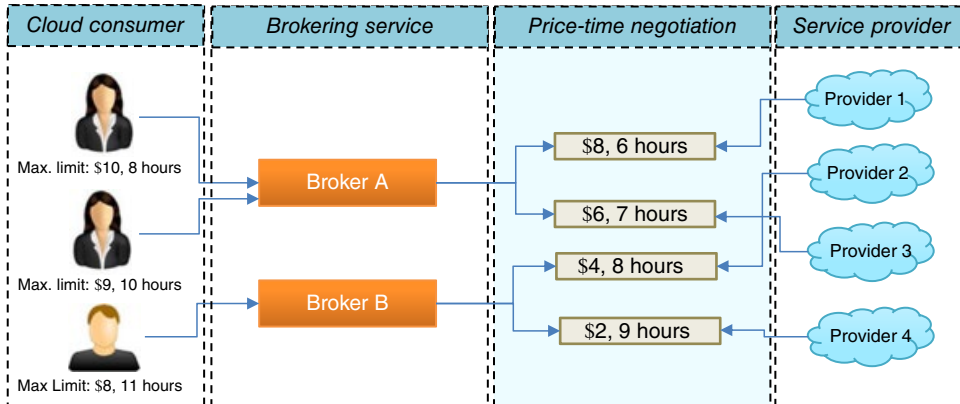 Cloud consumer
Brokering service
Price-time negotiation
Service provider
Max. limit: $10, 8 hours
Max. limit: $9, 10 hours
Max Limit: $8, 11 hours
Broker A
Broker B
$8, 6 hours
$6, 7 hours
$4, 8 hours
$2, 9 hours
Provider 1
Provider 2
Provider 3
Provider 4